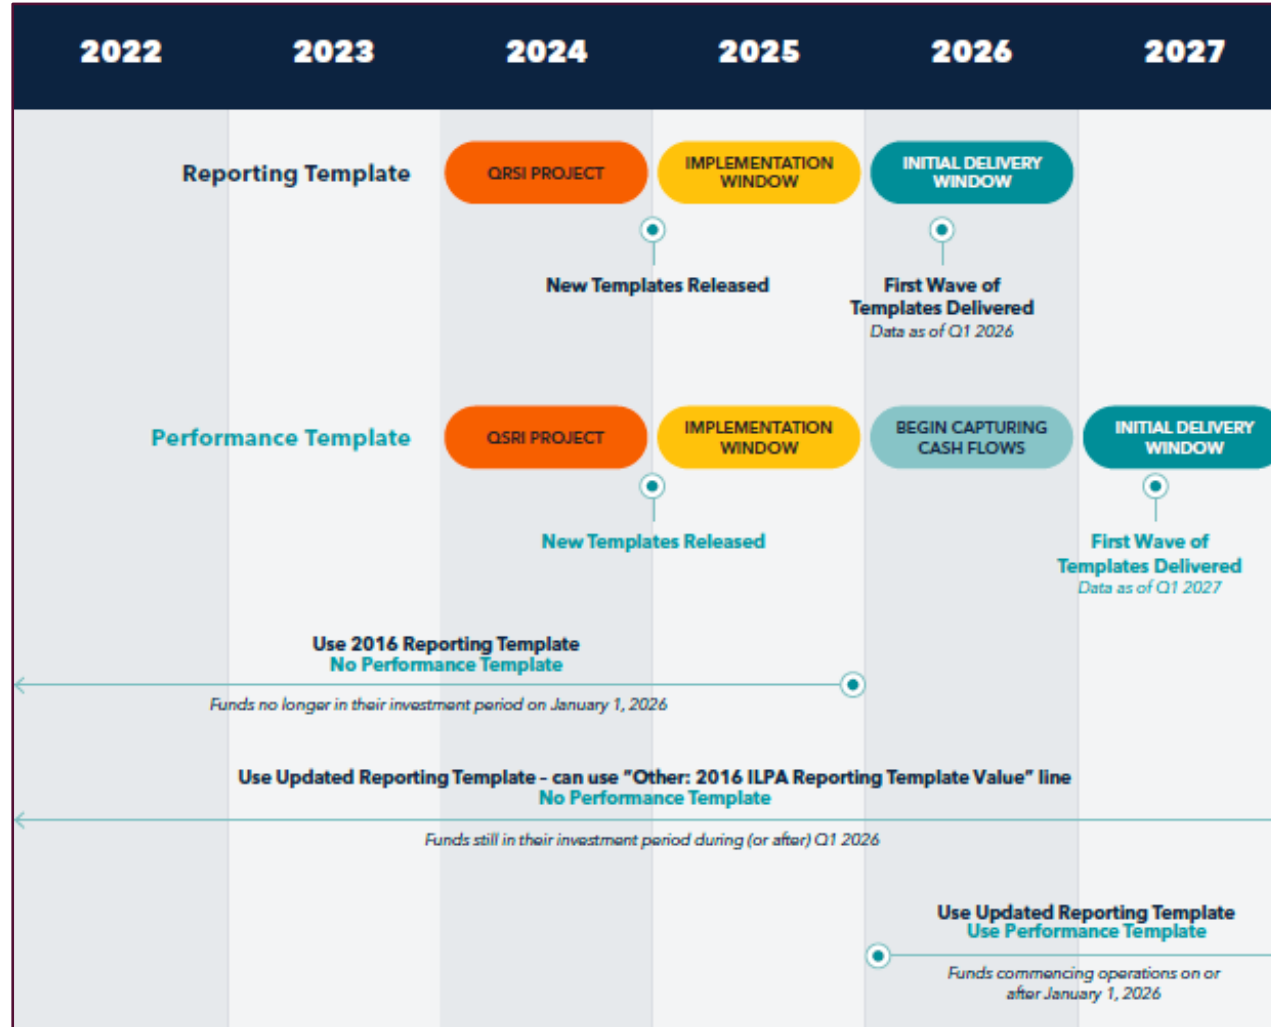 2022 2023 2024 2025 2026 2027
Reporting Template
QRSI PROJECT
IMPLEMENTATION
WINDOW
INITIAL DELIVERY
WINDOW
New Templates Released
First Wave of
Templates Delivered
Data as of Q1 2026
Performance Template
QSRI PROJECT
IMPLEMENTATION
WINDOW
BEGIN CAPTURING
CASH FLOWS
INITIAL DELIVERY
WINDOW
New Templates Released
First Wave of
Templates Delivered
Data as of Q1 2027
Use 2016 Reporting Template
No Performance Template
Funds no longer in their investment period on January 1, 2026
Use Updated Reporting Template – can use "Other: 2016 ILPA Reporting Template Value" line
No Performance Template
Funds still in their investment period during (or after) Q1 2026
Use Updated Reporting Template
Use Performance Template
Funds commencing operations on or
after January 1, 2026